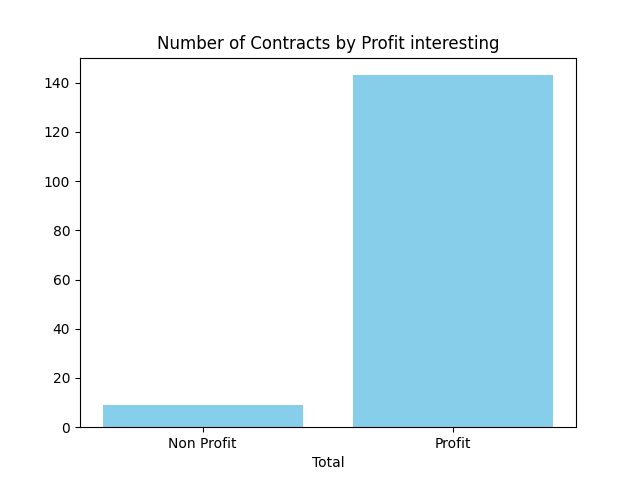 Number of Contracts by Profit interesting
140
120
100
80
60
40
20
0
Non Profit
Profit
Total